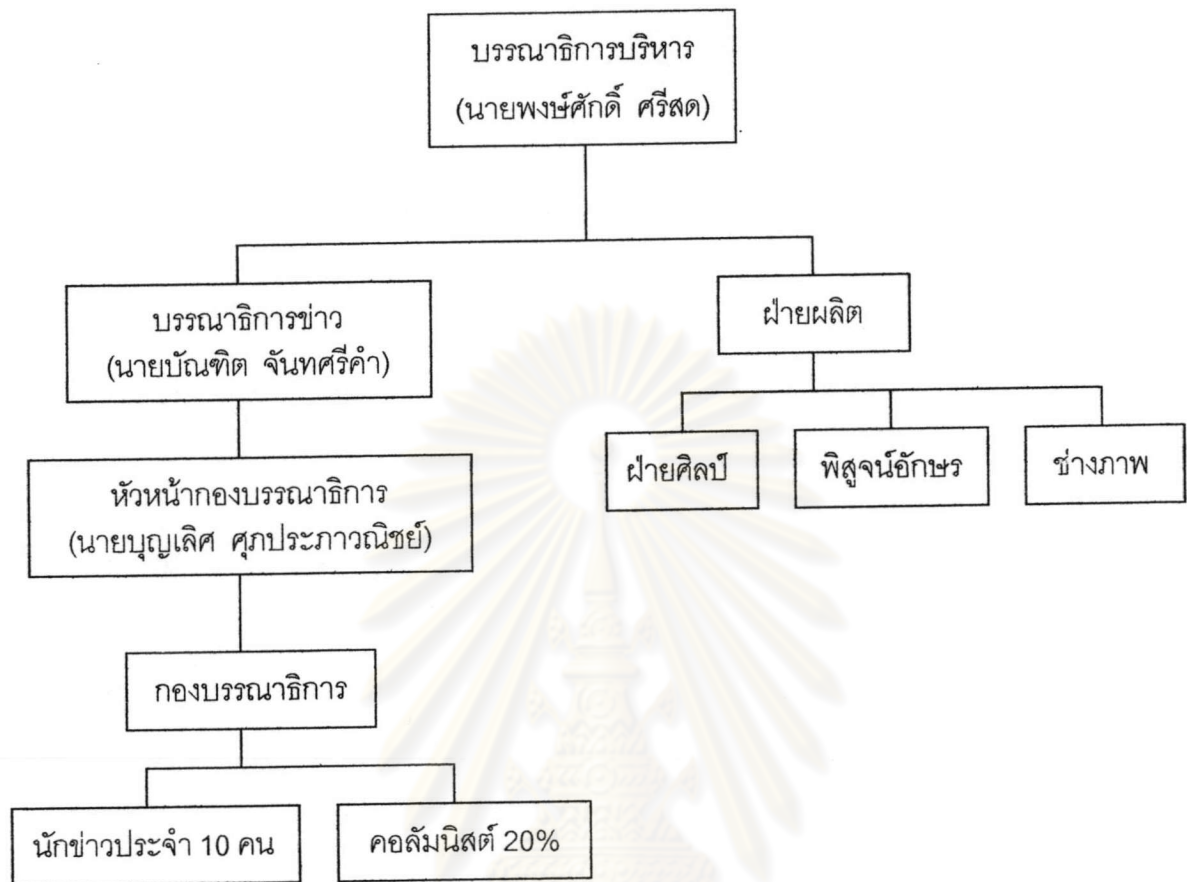 บรรณาธิการบริหาร
(นายพงษ์ศักดิ์ ศรีสด)
บรรณาธิการข่าว
(นายบัณฑิต จันทศรีคำ)
ฝ่ายผลิต
ฝ่ายศิลป์
พิสูจน์อักษร
ช่างภาพ
หัวหน้ากองบรรณาธิการ
(นายบุญเลิศ ศุภประภาวณิชย์)
กองบรรณาธิการ
นักข่าวประจำ 10 คน
คอลัมนิสต์ 20%